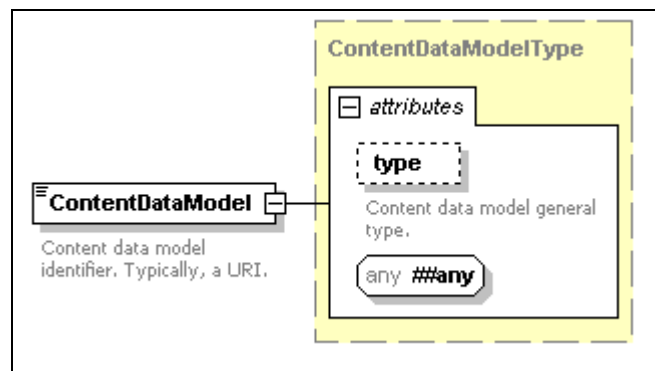 ContentDataModelType
attributes
type
Content data model general
type.
any ##any
ContentDataModel
Content data model
identifier. Typically, a URI.